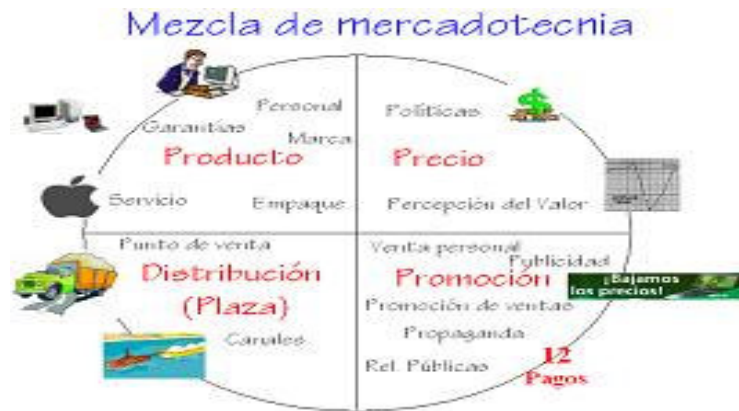 Mezcla de mercadotecnia
Personal
Garantías
Marca
Producto
Servicio
Empaque
Políticas
Precio
Percepción del Valor
Punto de venta
Distribución
(Plaza)
Canales
Venta personal
Publicidad
Promoción
¡Bajamos
los precios!
Promoción de ventas
Propaganda
Rel. Públicas
12
Pagos